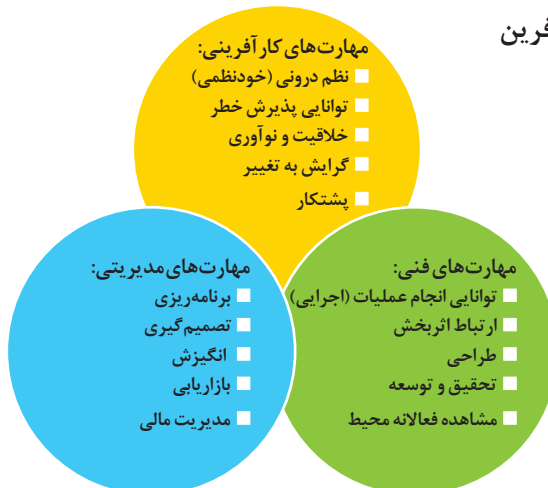 فرین
مهارت‌های کارآفرینی:
نظم درونی (خودنظمی)
توانایی پذیرش خطر
خلاقیت و نوآوری
گرایش به تغییر
پشتکار
مهارت‌های فنی:
توانایی انجام عملیات (اجرایی)
ارتباط اثربخش
طراحی
تحقیق و توسعه
مشاهده فعالانه محیط
مهارت‌های مدیریتی:
برنامه‌ریزی
تصمیم‌گیری
انگیزش
بازاریابی
مدیریت مالی